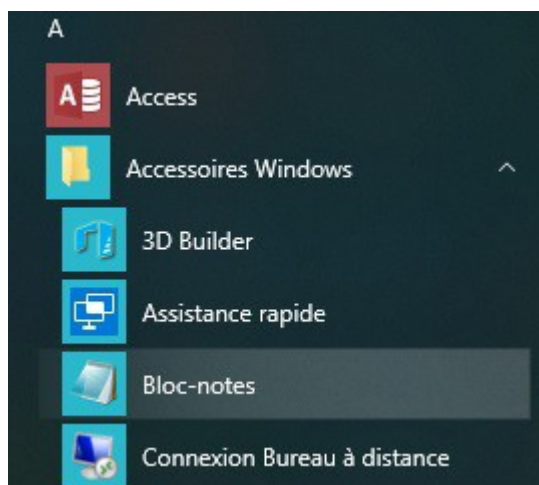 A
Access
Accessoires Windows
3D Builder
Assistance rapide
Bloc-notes
Connexion Bureau à distance